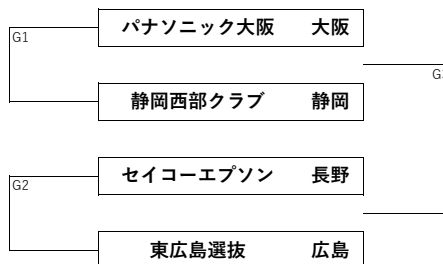 パナソニック大阪 大阪
G1
G3
静岡西部クラブ 静岡
セイコーエプソン 長野
G2
東広島選抜 広島